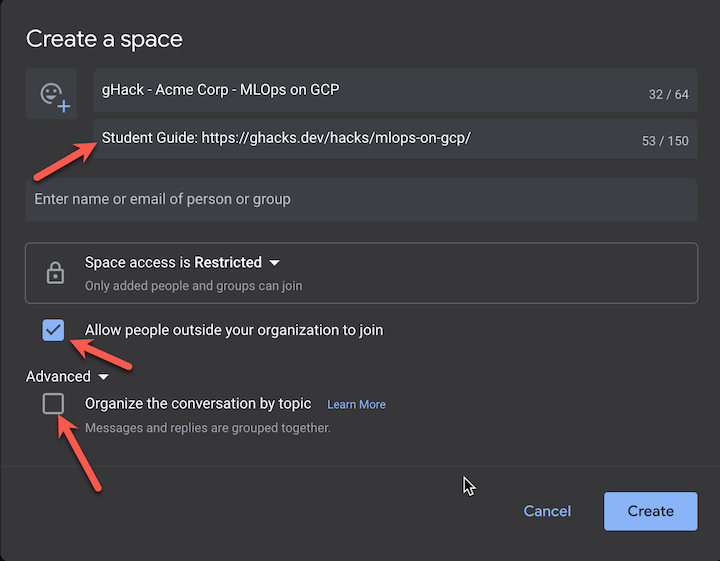 Create a space
gHack - Acme Corp - MLOps on GCP
32 / 64
Student Guide: https://ghacks.dev/hacks/mlops-on-gcp/
53 / 150
Enter name or email of person or group
Space access is Restricted
Only added people and groups can join
Allow people outside your organization to join
Advanced
Organize the conversation by topic Learn More
Messages and replies are grouped together.
Cancel Create